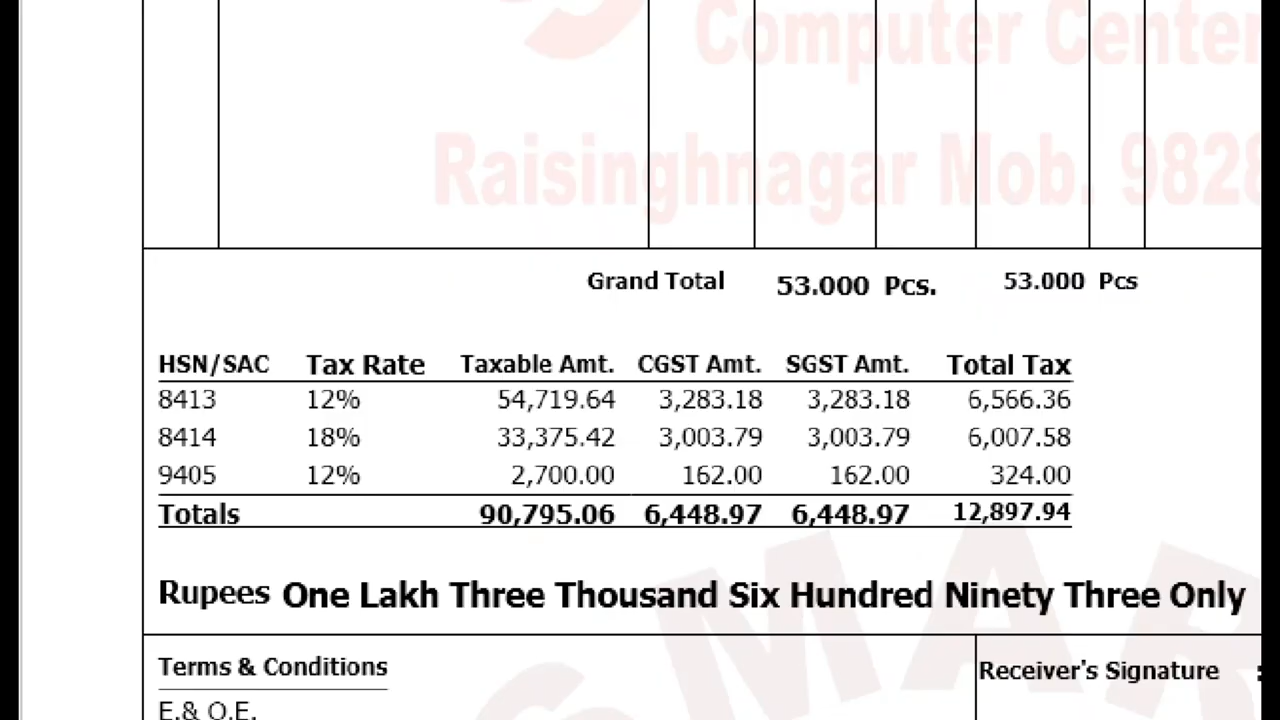 Computer Center
Raisinghnagar Mob. 9828
Grand Total 53.000 Pcs. 53.000 Pcs
HSN/SAC Tax Rate Taxable Amt. CGST Amt. SGST Amt. Total Tax
8413 12% 54,719.64 3,283.18 3,283.18 6,566.36
8414 18% 33,375.42 3,003.79 3,003.79 6,007.58
9405 12% 2,700.00 162.00 162.00 324.00
Totals 90,795.06 6,448.97 6,448.97 12,897.94
Rupees One Lakh Three Thousand Six Hundred Ninety Three Only
Terms & Conditions
Receiver's Signature :
E.& O.E.